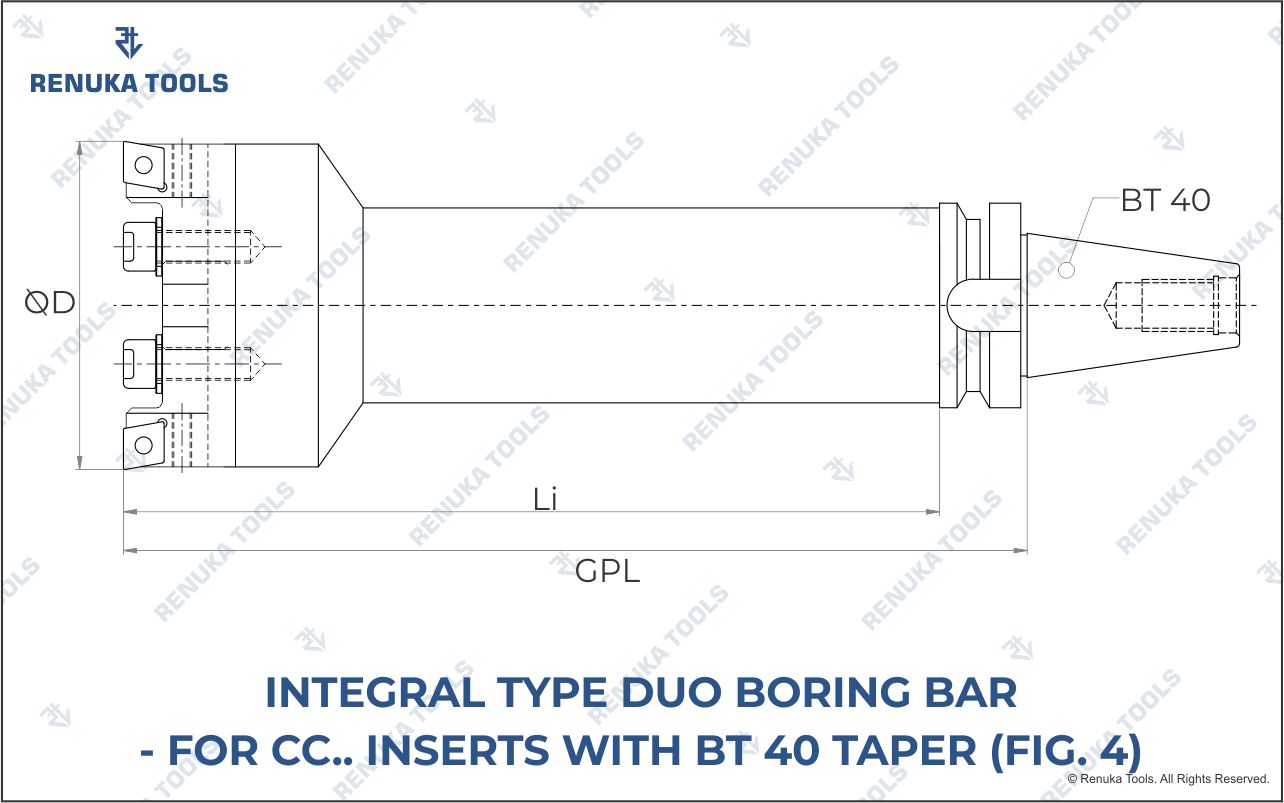 RENUKA TOOLS
BT 40
ØD
Li
GPL
INTEGRAL TYPE DUO BORING BAR
- FOR CC.. INSERTS WITH BT 40 TAPER (FIG. 4)
© Renuka Tools. All Rights Reserved.